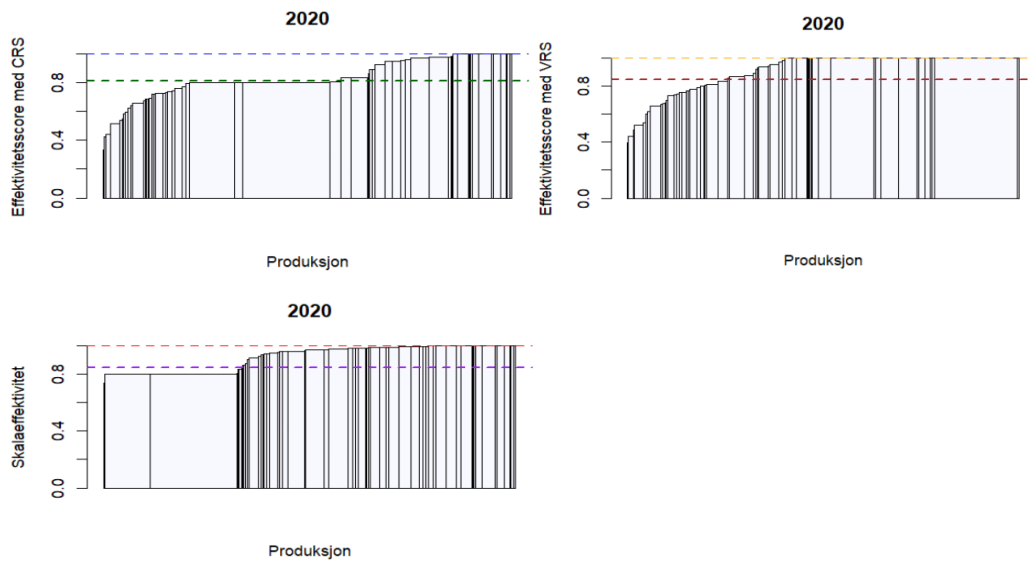 2020
Effektivitetsscore med CRS
0.8
0.4
0.0
Produksjon
2020
Effektivitetsscore med VRS
0.8
0.4
0.0
Produksjon
2020
Skalaeffektivitet
0.8
0.4
0.0
Produksjon